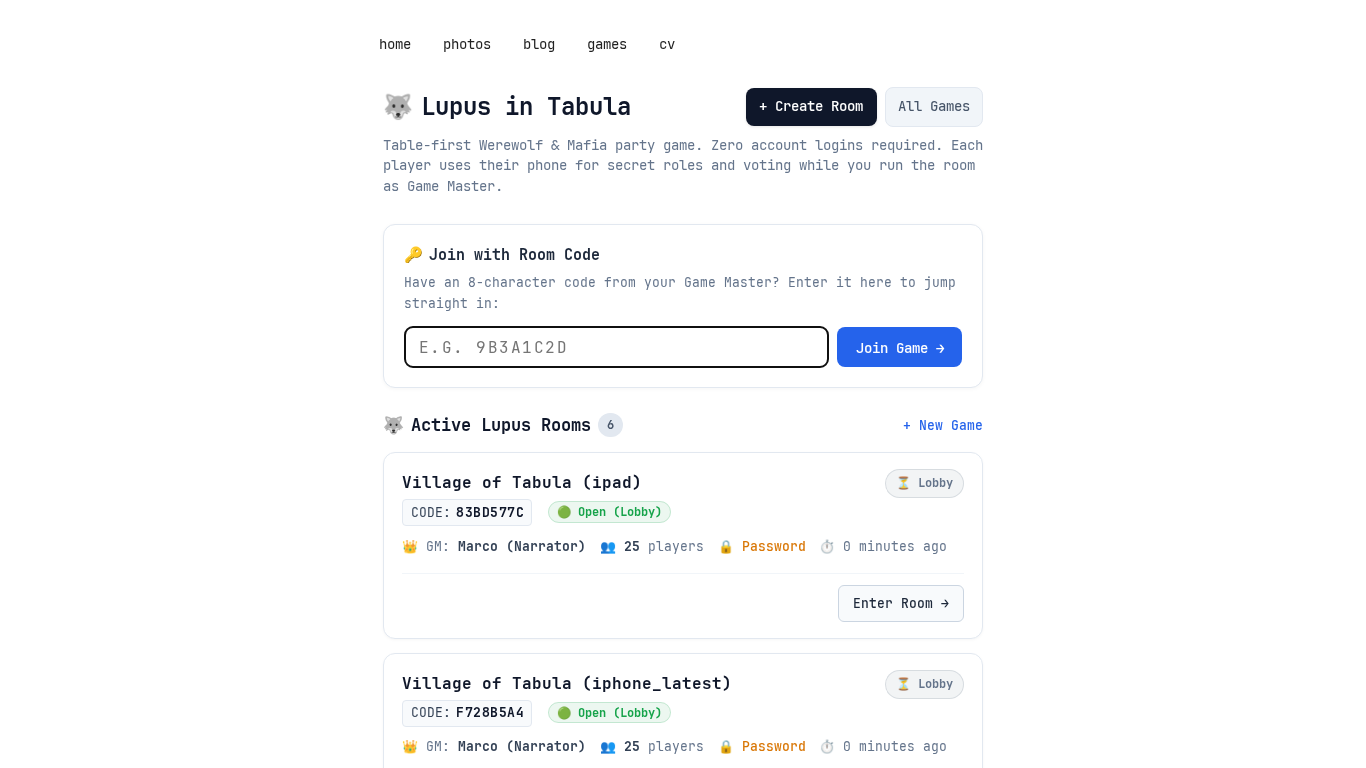 home photos blog games cv
🐺 Lupus in Tabula
+ Create Room
All Games
Table-first Werewolf & Mafia party game. Zero account logins required. Each
player uses their phone for secret roles and voting while you run the room
as Game Master.
🔑 Join with Room Code
Have an 8-character code from your Game Master? Enter it here to jump
straight in:
E.G. 9B3A1C2D
Join Game →
🐺 Active Lupus Rooms 6
+ New Game
Village of Tabula (ipad)
⏳ Lobby
CODE: 83BD577C 🟢 Open (Lobby)
👑 GM: Marco (Narrator) 👥 25 players 🔒 Password ⏱️ 0 minutes ago
Enter Room →
Village of Tabula (iphone_latest)
⏳ Lobby
CODE: F728B5A4 🟢 Open (Lobby)
👑 GM: Marco (Narrator) 👥 25 players 🔒 Password ⏱️ 0 minutes ago